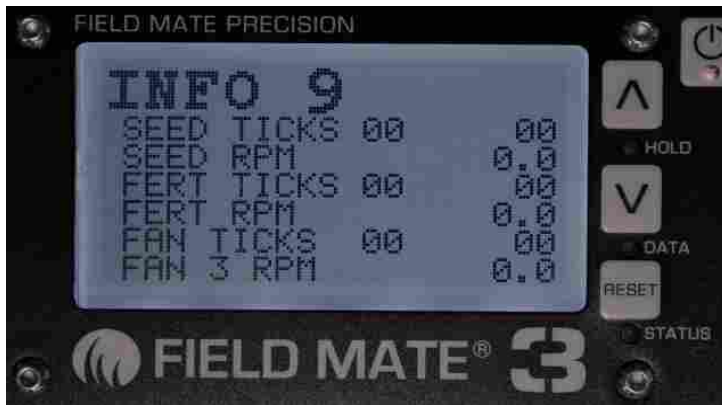 FIELD MATE PRECISION
INFO 9
SEED TICKS 00 00
SEED RPM 0.0
FERT TICKS 00 00
FERT RPM 0.0
FAN TICKS 00 00
FAN 3 RPM 0.0
HOLD
DATA
RESET
STATUS
FIELD MATE® 3